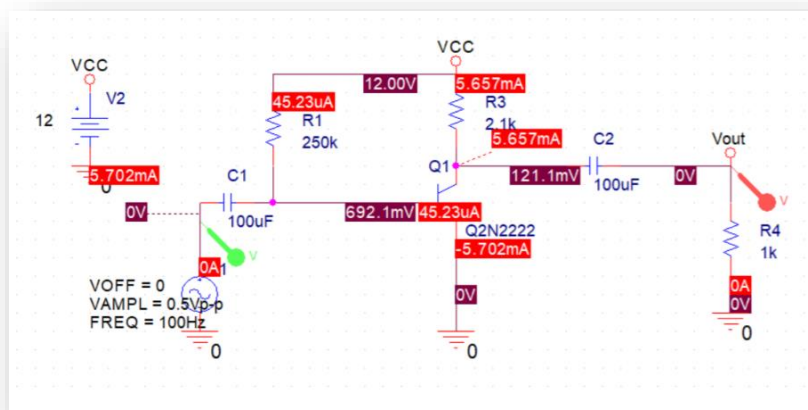 VCC
V2
12
5.702mA
0
VCC
12.00V
5.657mA
45.23uA
R1
250k
R3
2.1k
5.657mA
Q1
C2
100uF
121.1mV
0V
Vout
V
R4
1k
0A
0V
0
C1
100uF
0V
692.1mV
45.23uA
Q2N2222
-5.702mA
0V
0
V
0A
1
VOFF = 0
VAMPL = 0.5Vp-p
FREQ = 100Hz
0